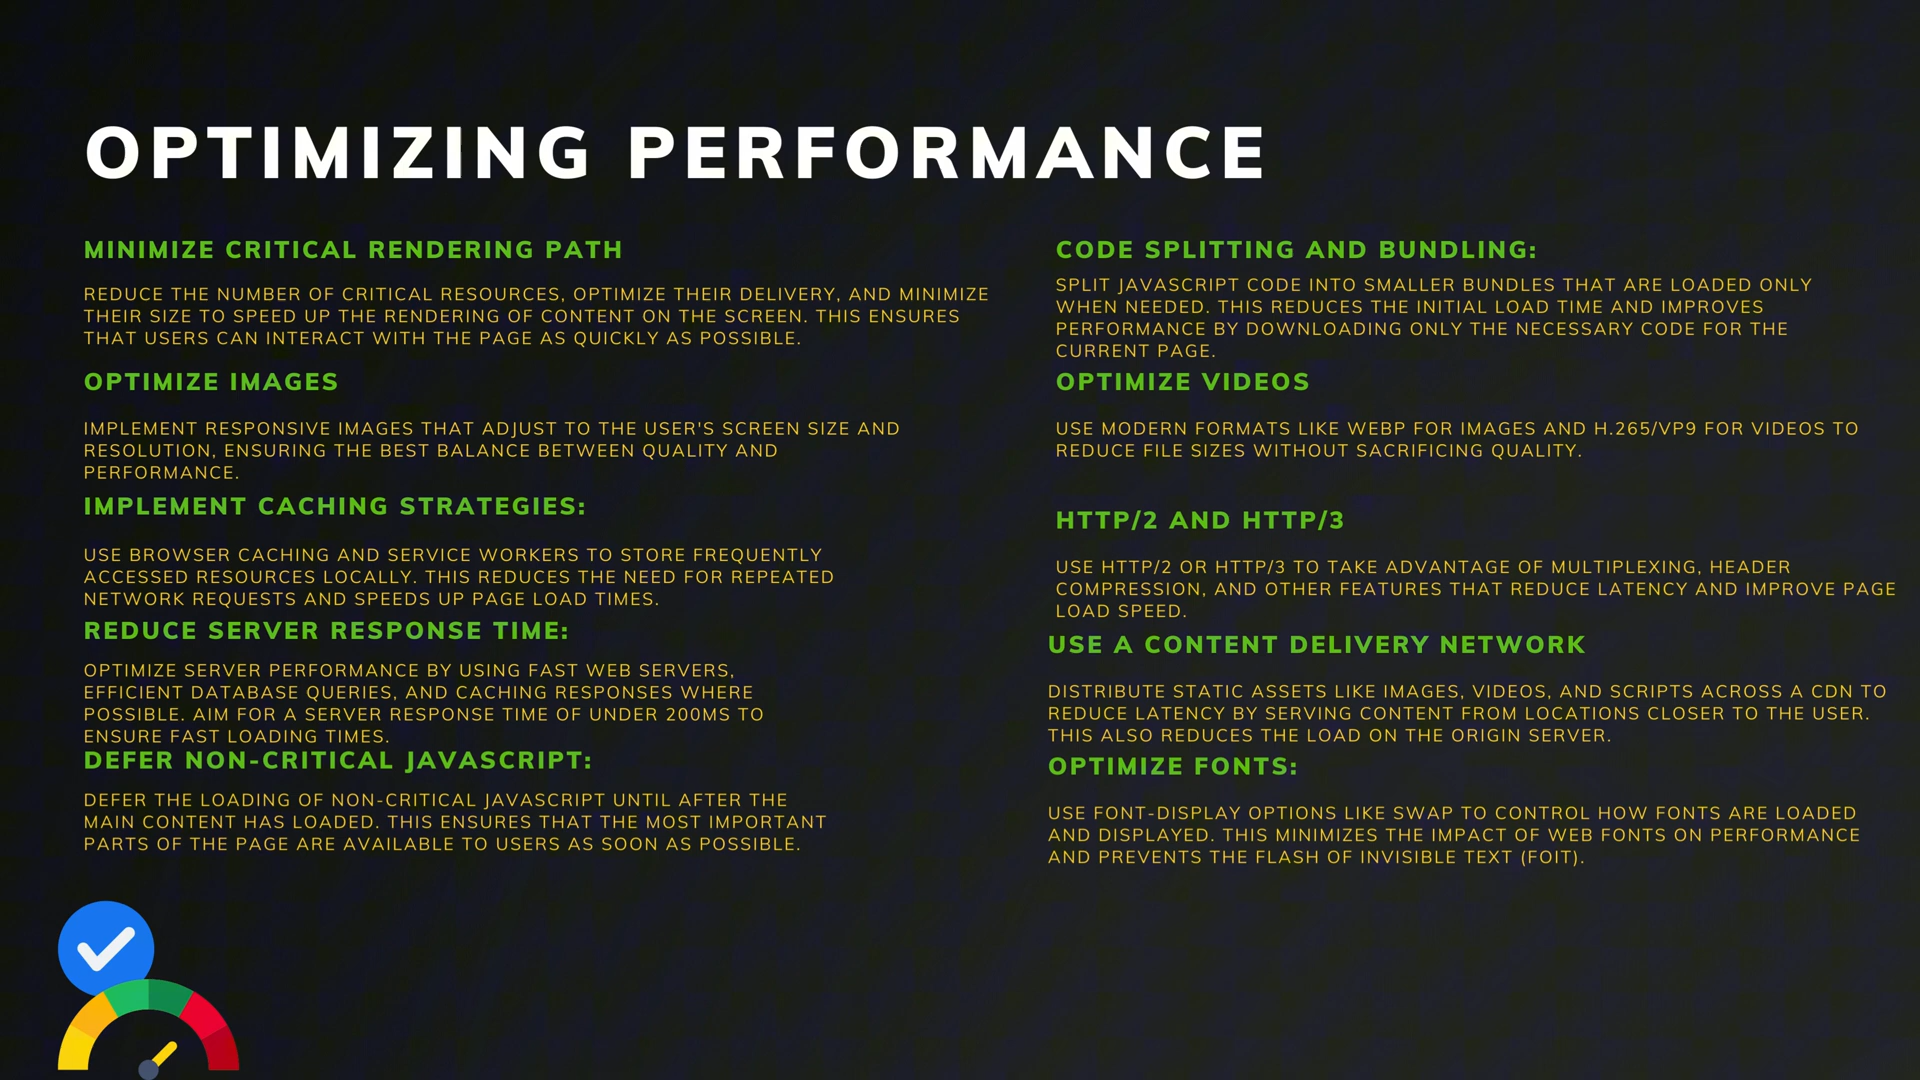 OPTIMIZING PERFORMANCE
MINIMIZE CRITICAL RENDERING PATH
REDUCE THE NUMBER OF CRITICAL RESOURCES, OPTIMIZE THEIR DELIVERY, AND MINIMIZE
THEIR SIZE TO SPEED UP THE RENDERING OF CONTENT ON THE SCREEN. THIS ENSURES
THAT USERS CAN INTERACT WITH THE PAGE AS QUICKLY AS POSSIBLE.
OPTIMIZE IMAGES
IMPLEMENT RESPONSIVE IMAGES THAT ADJUST TO THE USER'S SCREEN SIZE AND
RESOLUTION, ENSURING THE BEST BALANCE BETWEEN QUALITY AND
PERFORMANCE.
IMPLEMENT CACHING STRATEGIES:
USE BROWSER CACHING AND SERVICE WORKERS TO STORE FREQUENTLY
ACCESSED RESOURCES LOCALLY. THIS REDUCES THE NEED FOR REPEATED
NETWORK REQUESTS AND SPEEDS UP PAGE LOAD TIMES.
REDUCE SERVER RESPONSE TIME:
OPTIMIZE SERVER PERFORMANCE BY USING FAST WEB SERVERS,
EFFICIENT DATABASE QUERIES, AND CACHING RESPONSES WHERE
POSSIBLE. AIM FOR A SERVER RESPONSE TIME OF UNDER 200MS TO
ENSURE FAST LOADING TIMES.
DEFER NON-CRITICAL JAVASCRIPT:
DEFER THE LOADING OF NON-CRITICAL JAVASCRIPT UNTIL AFTER THE
MAIN CONTENT HAS LOADED. THIS ENSURES THAT THE MOST IMPORTANT
PARTS OF THE PAGE ARE AVAILABLE TO USERS AS SOON AS POSSIBLE.
CODE SPLITTING AND BUNDLING:
SPLIT JAVASCRIPT CODE INTO SMALLER BUNDLES THAT ARE LOADED ONLY
WHEN NEEDED. THIS REDUCES THE INITIAL LOAD TIME AND IMPROVES
PERFORMANCE BY DOWNLOADING ONLY THE NECESSARY CODE FOR THE
CURRENT PAGE.
OPTIMIZE VIDEOS
USE MODERN FORMATS LIKE WEBP FOR IMAGES AND H.265/VP9 FOR VIDEOS TO
REDUCE FILE SIZES WITHOUT SACRIFICING QUALITY.
HTTP/2 AND HTTP/3
USE HTTP/2 OR HTTP/3 TO TAKE ADVANTAGE OF MULTIPLEXING, HEADER
COMPRESSION, AND OTHER FEATURES THAT REDUCE LATENCY AND IMPROVE PAGE
LOAD SPEED.
USE A CONTENT DELIVERY NETWORK
DISTRIBUTE STATIC ASSETS LIKE IMAGES, VIDEOS, AND SCRIPTS ACROSS A CDN TO
REDUCE LATENCY BY SERVING CONTENT FROM LOCATIONS CLOSER TO THE USER.
THIS ALSO REDUCES THE LOAD ON THE ORIGIN SERVER.
OPTIMIZE FONTS:
USE FONT-DISPLAY OPTIONS LIKE SWAP TO CONTROL HOW FONTS ARE LOADED
AND DISPLAYED. THIS MINIMIZES THE IMPACT OF WEB FONTS ON PERFORMANCE
AND PREVENTS THE FLASH OF INVISIBLE TEXT (FOIT).